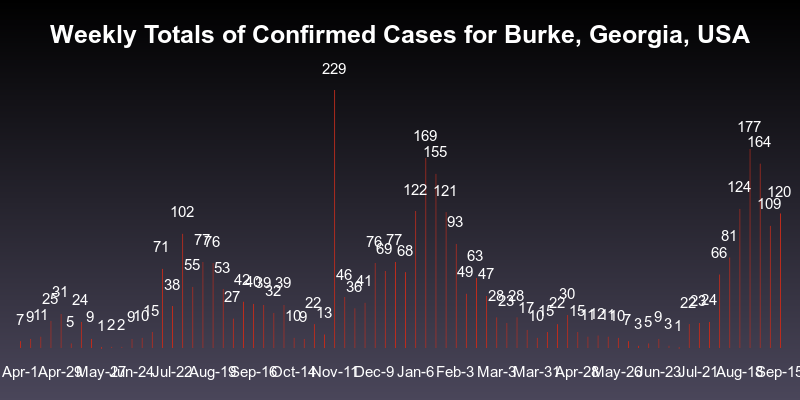 Weekly Totals of Confirmed Cases for Burke, Georgia, USA
7 9 11 25 31 5 24 9 1 2 2 9 10 15 71 38 102 55 77 76 53 27 42 40 39 32 39 10 9 22 13 229 46 36 41 76 69 77 68 122 169 155 121 93 49 63 47 28 23 28 17 10 15 22 30 15 11 12 11 10 7 3 5 9 3 1 22 23 24 66 81 124 177 164 109 120
Apr-1 Apr-29 May-27 Jun-24 Jul-22 Aug-19 Sep-16 Oct-14 Nov-11 Dec-9 Jan-6 Feb-3 Mar-3 Mar-31 Apr-28 May-26 Jun-23 Jul-21 Aug-18 Sep-15